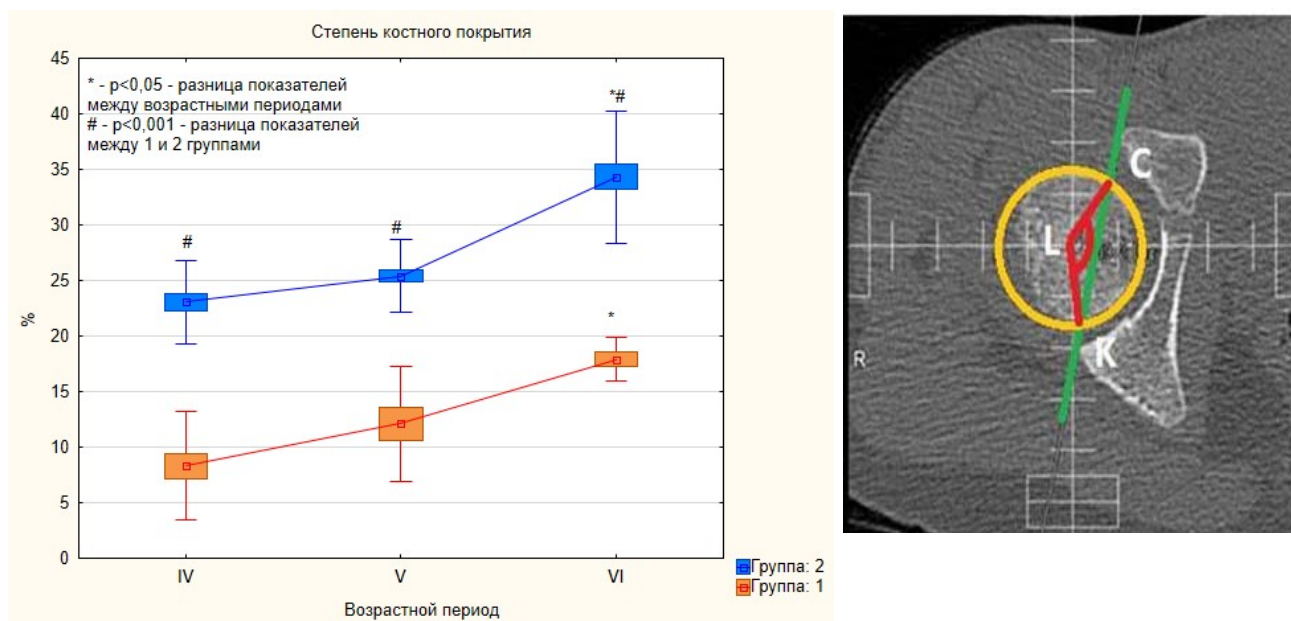 Степень костного покрытия
45
40
35
30
25
20
15
10
5
0
%
* - p<0,05 - разница показателей
между возрастными периодами
# - p<0,001 - разница показателей
между 1 и 2 группами
#
#
*#
*
IV
V
VI
Возрастной период
Группа: 2
Группа: 1
C
L
K
R